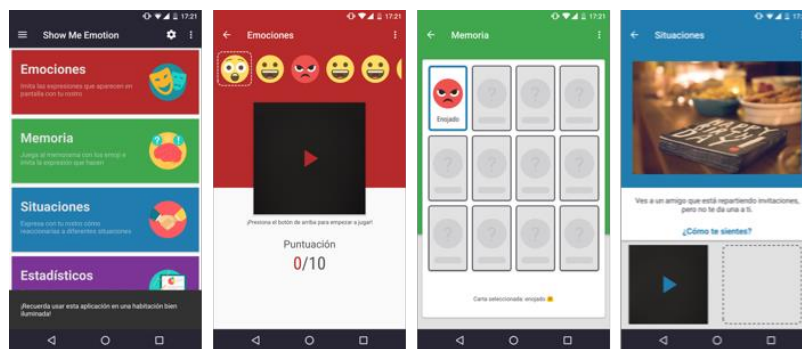 17:21
Show Me Emotion
Emociones
Imita las expresiones que aparecen en
pantalla con tu rostro
Memoria
Juega al memorama con los emoji e
imita la expresión que hacen
Situaciones
Expresa con tu rostro cómo
reaccionarías a diferentes situaciones
Estadísticos
¡Recuerda usar esta aplicación en una habitación bien
iluminada!
17:21
Emociones
¡Presiona el botón de arriba para empezar a jugar!
Puntuación
0/10
17:21
Memoria
Enojado
?
?
?
?
?
?
?
?
?
?
?
Carta seleccionada: enojado
Situaciones
HAPPY
BIRTH
DAY!
Ves a un amigo que está repartiendo invitaciones,
pero no te da una a ti.
¿Cómo te sientes?